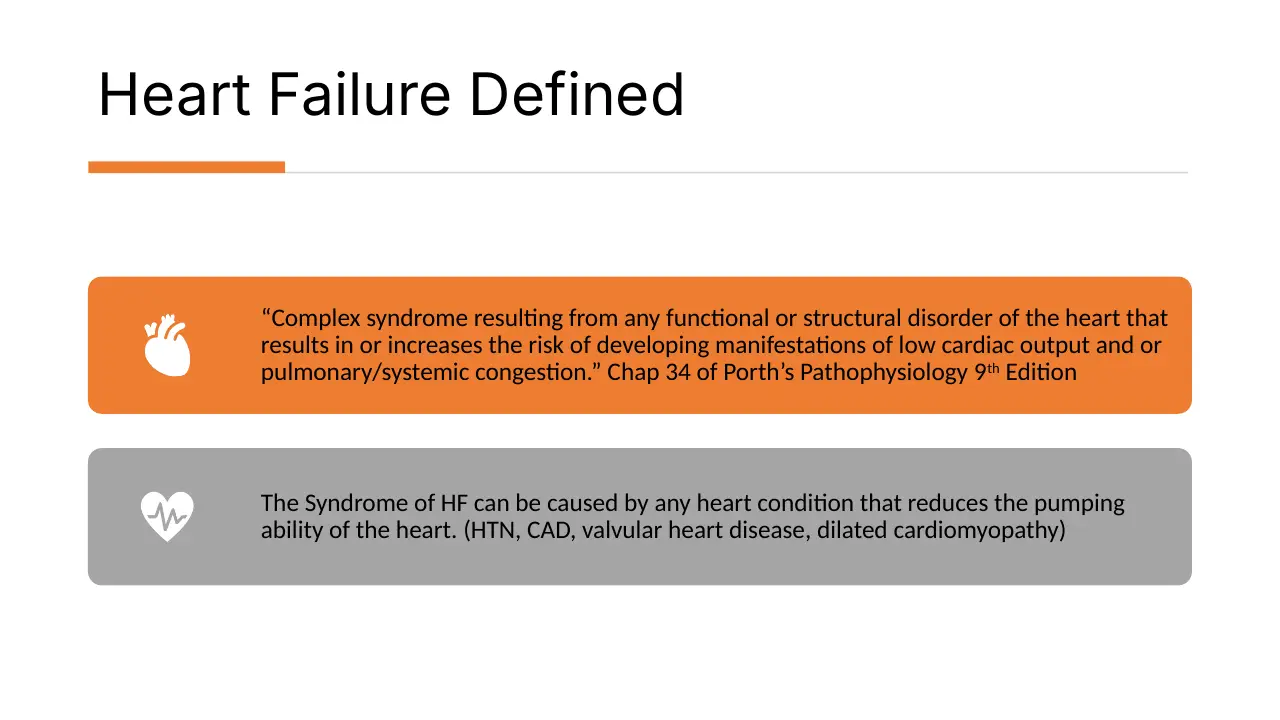 Heart Failure Defined
“Complex syndrome resulting from any functional or structural disorder of the heart that
results in or increases the risk of developing manifestations of low cardiac output and or
pulmonary/systemic congestion.” Chap 34 of Porth’s Pathophysiology 9th Edition
The Syndrome of HF can be caused by any heart condition that reduces the pumping
ability of the heart. (HTN, CAD, valvular heart disease, dilated cardiomyopathy)